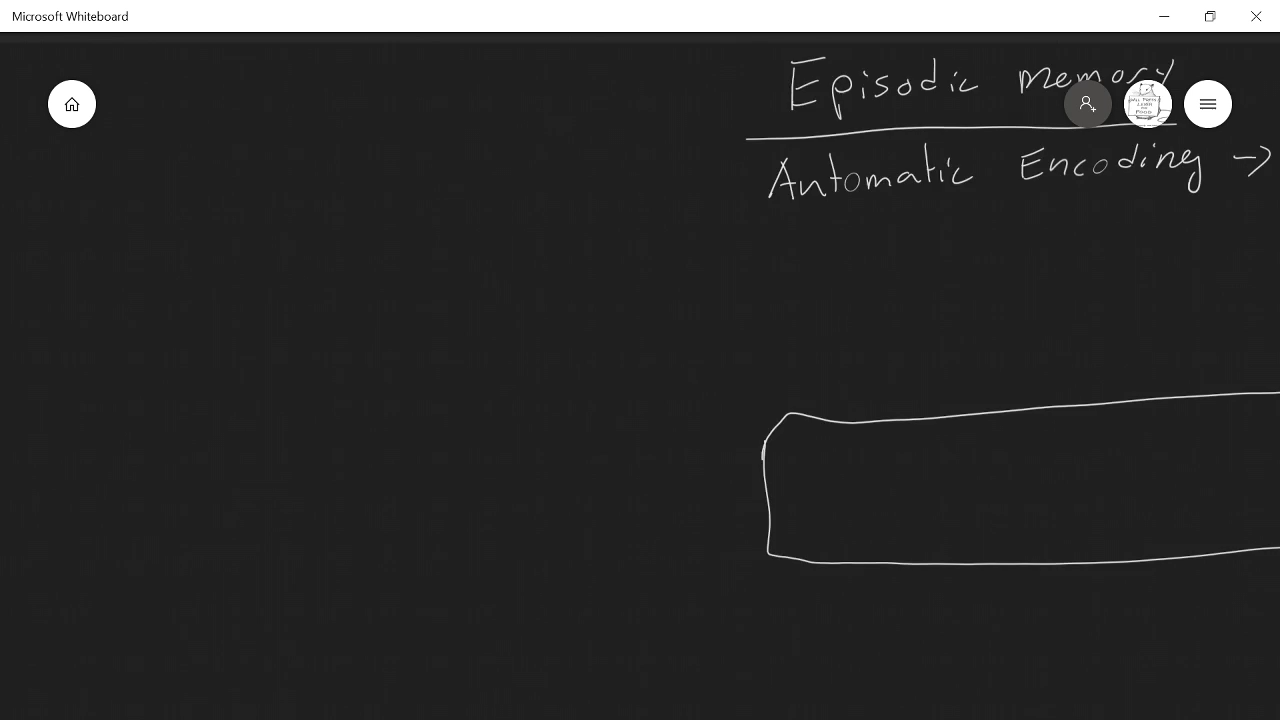 Microsoft Whiteboard
Episodic memory
Automatic Encoding →